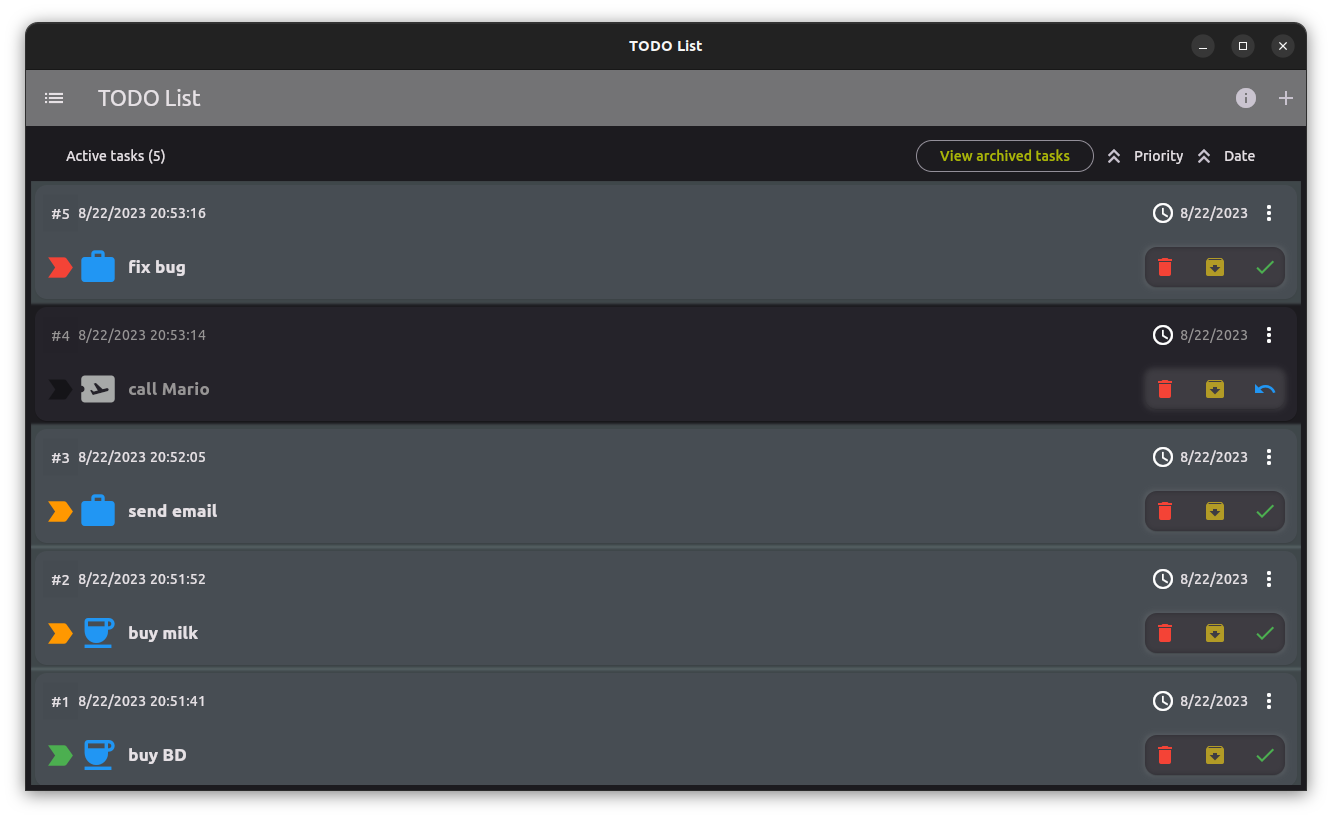 TODO List
TODO List
Active tasks (5) View archived tasks Priority Date
#5 8/22/2023 20:53:16 8/22/2023
fix bug
#4 8/22/2023 20:53:14 8/22/2023
call Mario
#3 8/22/2023 20:52:05 8/22/2023
send email
#2 8/22/2023 20:51:52 8/22/2023
buy milk
#1 8/22/2023 20:51:41 8/22/2023
buy BD